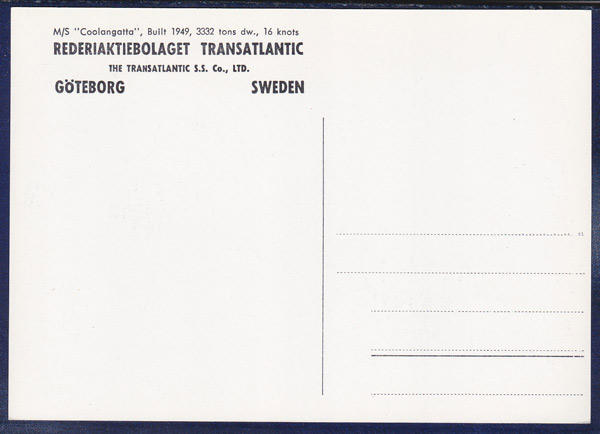 M/S "Coolangatta", Built 1949, 3332 tons dw., 16 knots
REDERIAKTIEBOLAGET TRANSATLANTIC
THE TRANSATLANTIC S.S. Co., LTD.
GÖTEBORG SWEDEN